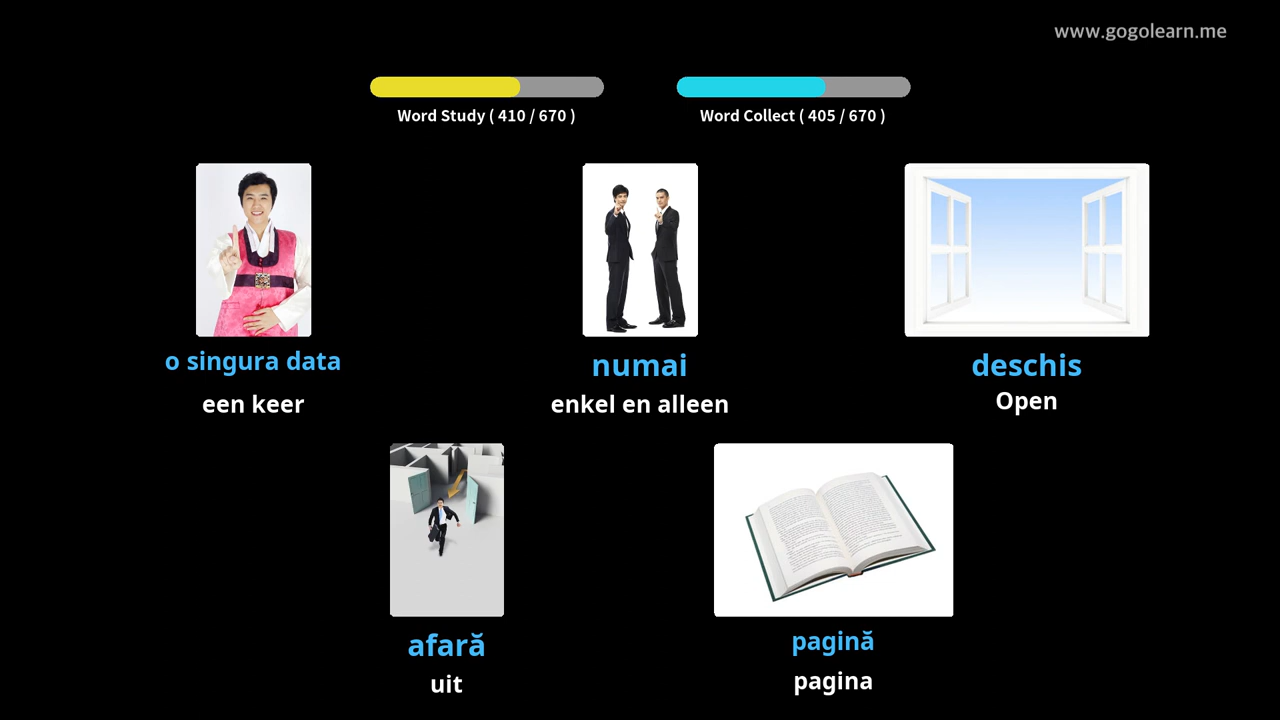 www.gogolearn.me
Word Study ( 410 / 670 )
Word Collect ( 405 / 670 )
o singura data
een keer
numai
enkel en alleen
deschis
Open
afară
uit
pagină
pagina